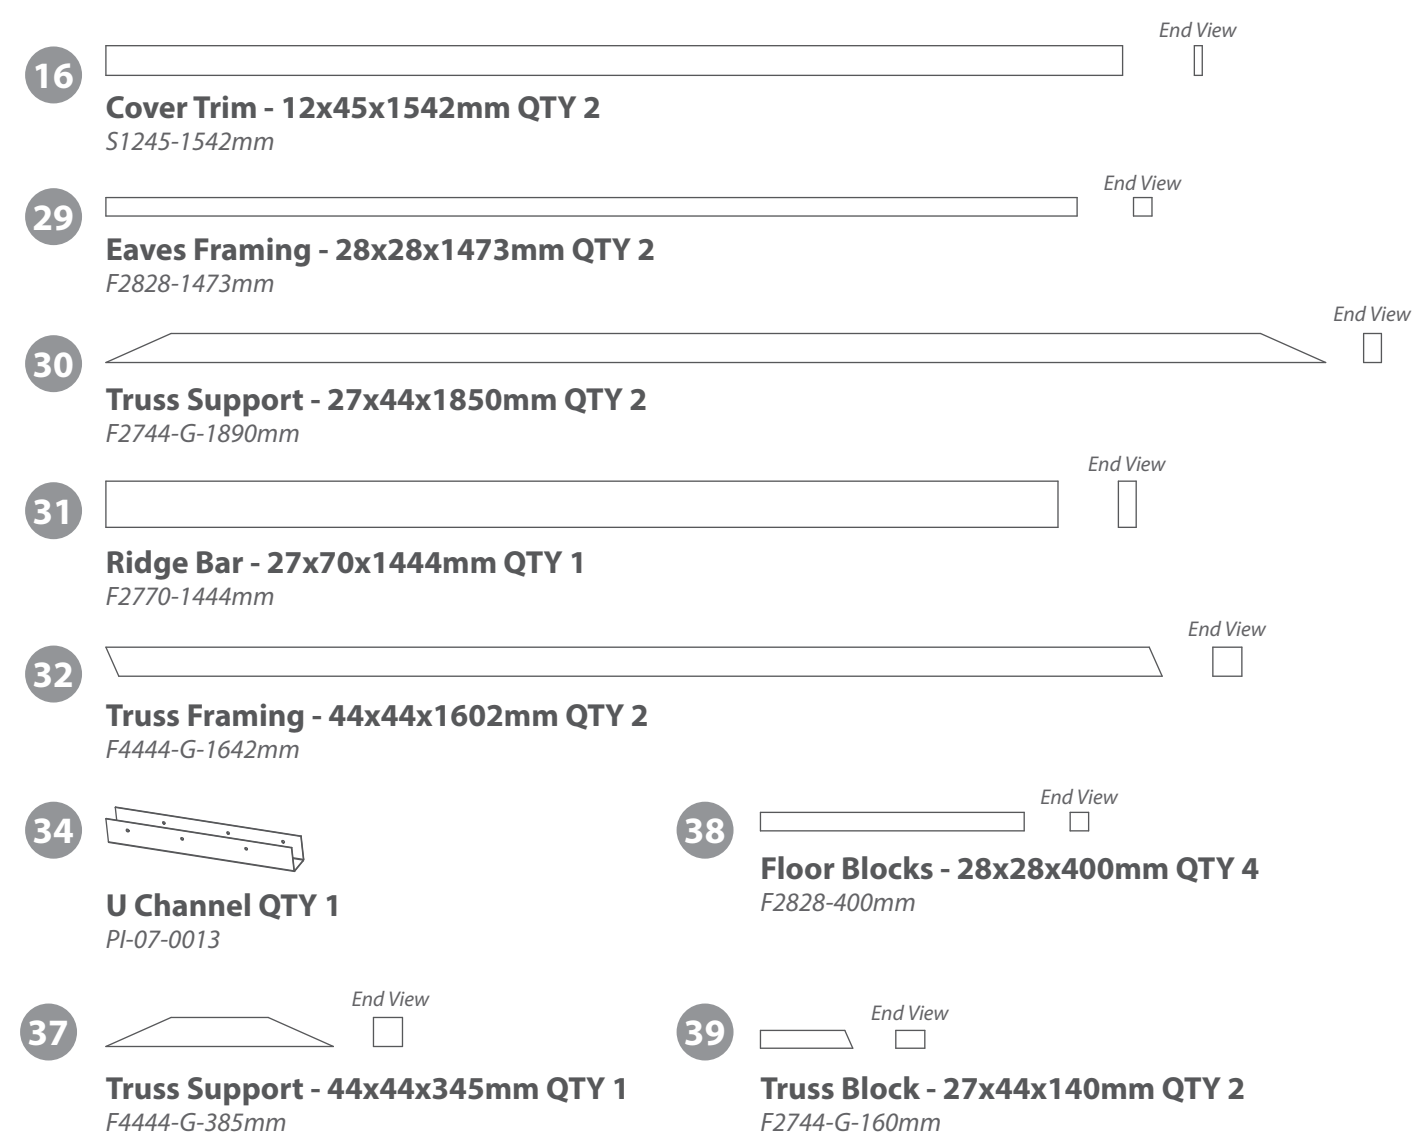 End View
16
Cover Trim - 12x45x1542mm QTY 2
S1245-1542mm
End View
29
Eaves Framing - 28x28x1473mm QTY 2
F2828-1473mm
End View
30
Truss Support - 27x44x1850mm QTY 2
F2744-G-1890mm
End View
31
Ridge Bar - 27x70x1444mm QTY 1
F2770-1444mm
End View
32
Truss Framing - 44x44x1602mm QTY 2
F4444-G-1642mm
34
U Channel QTY 1
PI-07-0013
End View
38
Floor Blocks - 28x28x400mm QTY 4
F2828-400mm
End View
37
Truss Support - 44x44x345mm QTY 1
F4444-G-385mm
End View
39
Truss Block - 27x44x140mm QTY 2
F2744-G-160mm